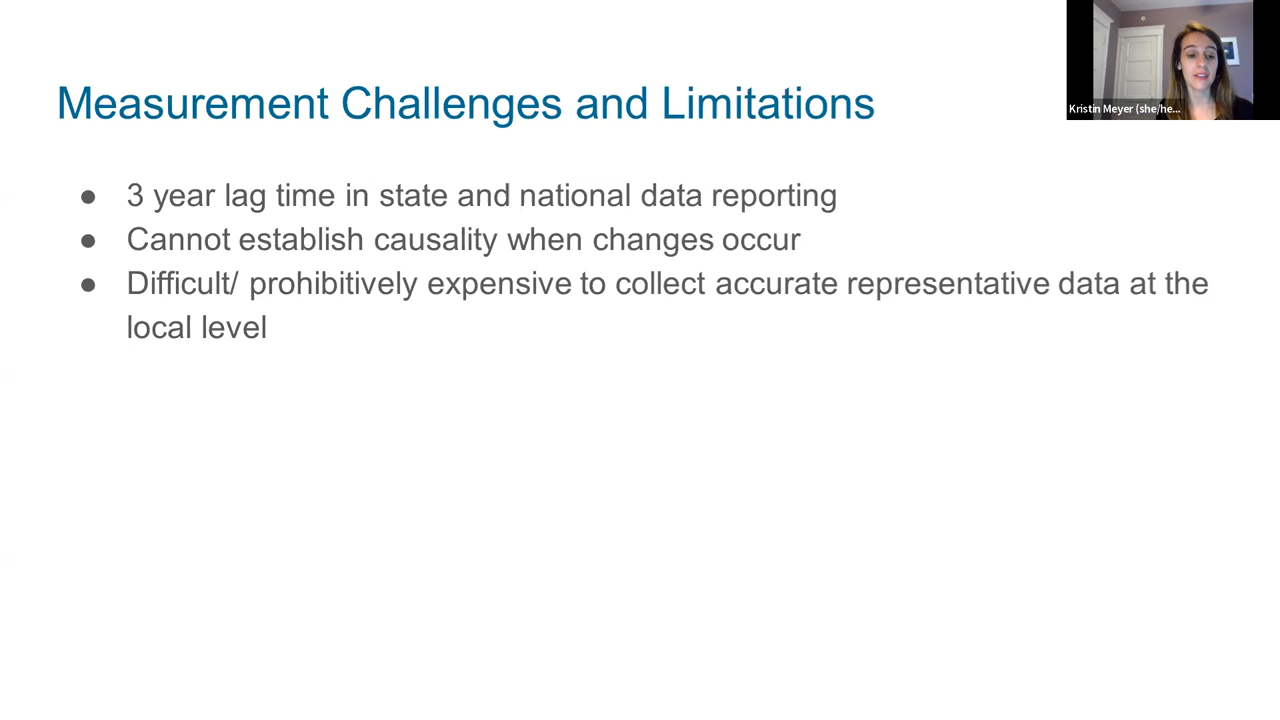 Measurement Challenges and Limitations
● 3 year lag time in state and national data reporting
● Cannot establish causality when changes occur
● Difficult/ prohibitively expensive to collect accurate representative data at the
local level
Kristin Meyer (she/he...